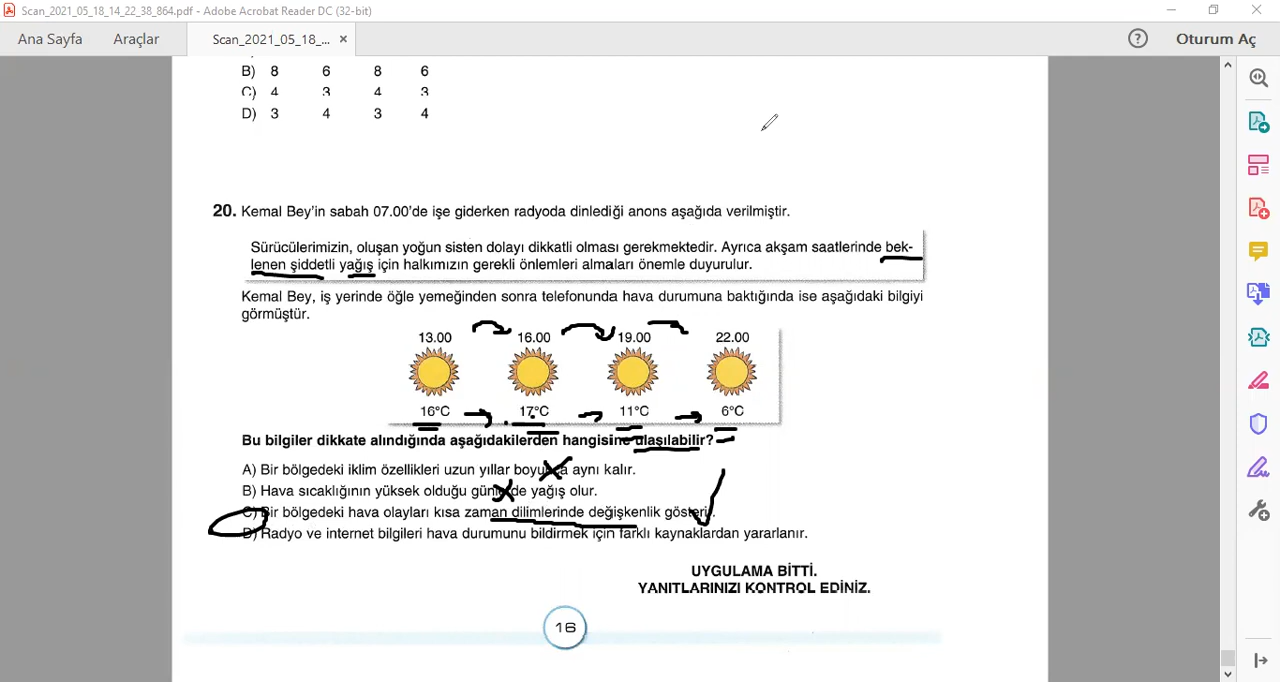 Scan_2021_05_18_14_22_38_864.pdf - Adobe Acrobat Reader DC (32-bit)
Ana Sayfa Araçlar Scan_2021_05_18_... × Oturum Aç
B) 8 6 8 6
C) 4 3 4 3
D) 3 4 3 4
20. Kemal Bey'in sabah 07.00'de işe giderken radyoda dinlediği anons aşağıda verilmiştir.
Sürücülerimizin, oluşan yoğun sisten dolayı dikkatli olması gerekmektedir. Ayrıca akşam saatlerinde bek-
lenen şiddetli yağış için halkımızın gerekli önlemleri almaları önemle duyurulur.
Kemal Bey, iş yerinde öğle yemeğinden sonra telefonunda hava durumuna baktığında ise aşağıdaki bilgiyi
görmüştür.
13.00 16.00 19.00 22.00
16°C 17°C 11°C 6°C
Bu bilgiler dikkate alındığında aşağıdakilerden hangisine ulaşılabilir?
A) Bir bölgedeki iklim özellikleri uzun yıllar boyunca aynı kalır.
B) Hava sıcaklığının yüksek olduğu günlerde yağış olur.
C) Bir bölgedeki hava olayları kısa zaman dilimlerinde değişkenlik gösterir.
D) Radyo ve internet bilgileri hava durumunu bildirmek için farklı kaynaklardan yararlanır.
UYGULAMA BİTTİ.
YANITLARINIZI KONTROL EDİNİZ.
16